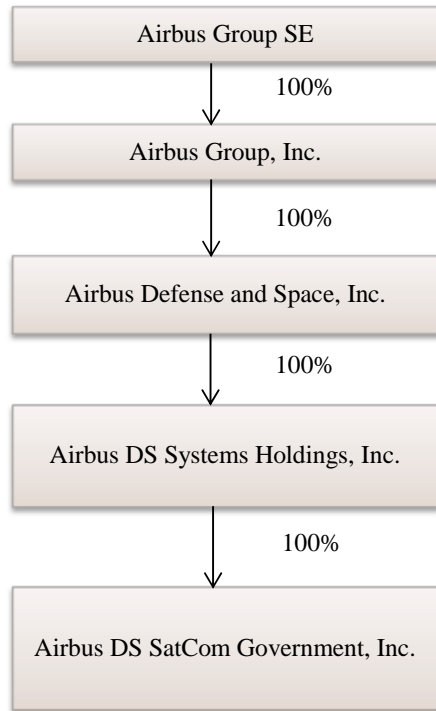 Airbus Group SE
100%
Airbus Group, Inc.
100%
Airbus Defense and Space, Inc.
100%
Airbus DS Systems Holdings, Inc.
100%
Airbus DS SatCom Government, Inc.